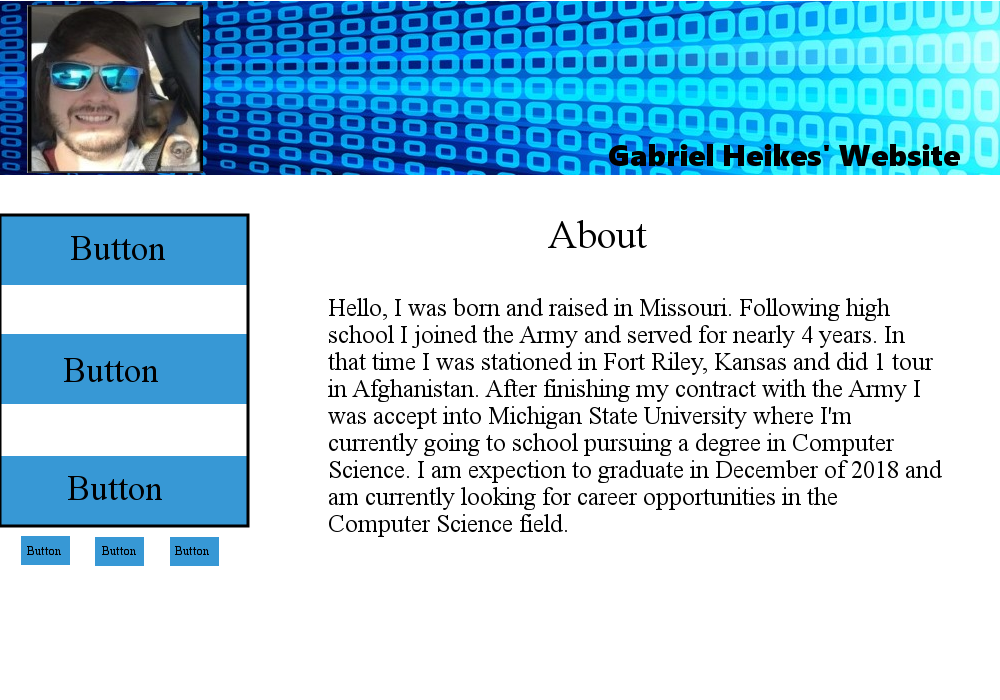 Gabriel Heikes' Website
About
Button
Button
Button
Button Button Button
Hello, I was born and raised in Missouri. Following high
school I joined the Army and served for nearly 4 years. In
that time I was stationed in Fort Riley, Kansas and did 1 tour
in Afghanistan. After finishing my contract with the Army I
was accept into Michigan State University where I'm
currently going to school pursuing a degree in Computer
Science. I am expection to graduate in December of 2018 and
am currently looking for career opportunities in the
Computer Science field.